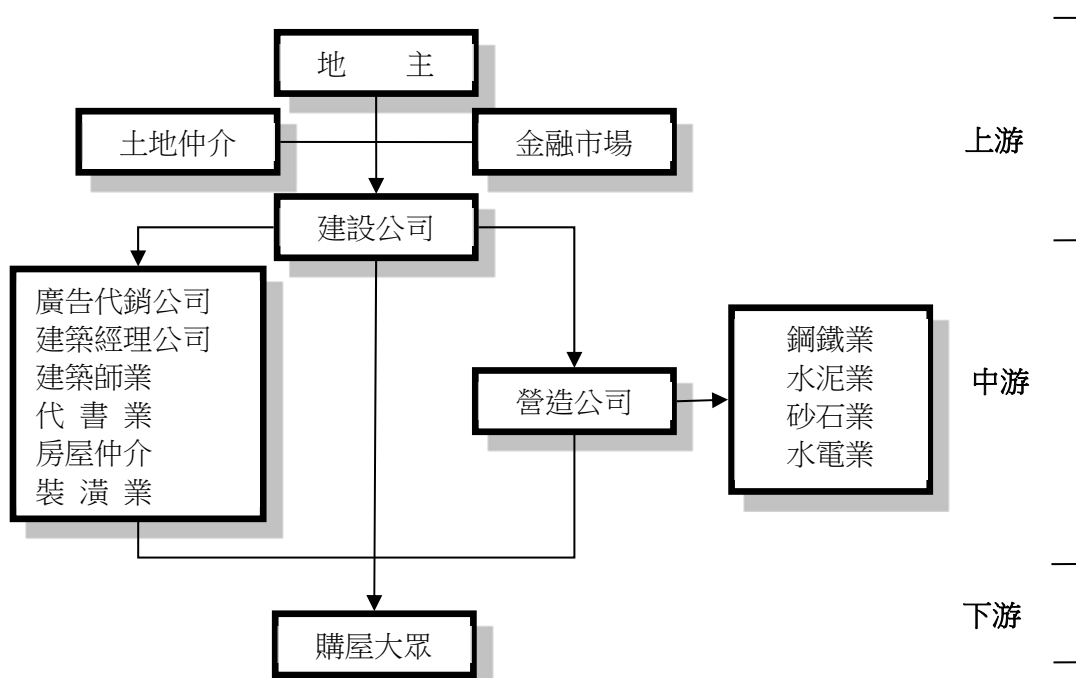 地 主
土地仲介
金融市場
上游
建設公司
廣告代銷公司
建築經理公司
建築師業
代 書 業
房屋仲介
裝 潢 業
營造公司
鋼鐵業
水泥業
砂石業
水電業
中游
購屋大眾
下游